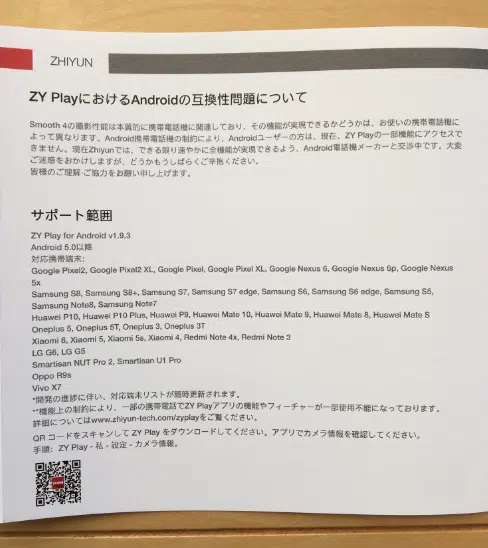 ZHIYUN
ZY PlayにおけるAndroidの互換性問題について
Smooth 4の撮影性能は本質的に携帯電話機に関連しており、その機能が実現できるかどうかは、お使いの携帯電話機に
よって異なります。Android携帯電話機の制約により、Androidユーザーの方は、現在、ZY Playの一部機能にアクセスで
きません。現在Zhiyunでは、できる限り速やかに全機能が実現できるよう、Android電話機メーカーと交渉中です。大変
ご迷惑をおかけしますが、どうかもうしばらくご辛抱ください。
皆様のご理解·ご協力をお願い申し上げます。
サポート範囲
ZY Play for Android v1.9.3
Android 5.0以降
対応携帯端末:
Google Pixel2, Google Pixel2 XL, Google Pixel, Google Pixel XL, Google Nexus 6, Google Nexus 6p, Google Nexus
5x
Samsung S8, Samsung S8+, Samsung S7, Samsung S7 edge, Samsung S6, Samsung S6 edge, Samsung S5,
Samsung Note8, Samsung Note7
Huawei P10, Huawei P10 Plus, Huawei P9, Huawei Mate 10, Huawei Mate 9, Huawei Mate 8, Huawei Mate S
Oneplus 5, Oneplus 5T, Oneplus 3, Oneplus 3T
Xiaomi 6, Xiaomi 5, Xiaomi 5s, Xiaomi 4, Redmi Note 4x, Redmi Note 3
LG G6, LG G5
Smartisan NUT Pro 2, Smartisan U1 Pro
Oppo R9s
Vivo X7
*開発の進捗に伴い、対応端末リストが随時更新されます。
**機能上の制約により、一部の携帯電話でZY Playアプリの機能やフィーチャーが一部使用不能になっております。
詳細についてはwww.zhiyun-tech.com/zyplayをご覧ください。
QR コードをスキャンして ZY Play をダウンロードしてください。アプリでカメラ情報を確認してください。
手順：ZY Play - 私 - 設定 - カメラ情報。